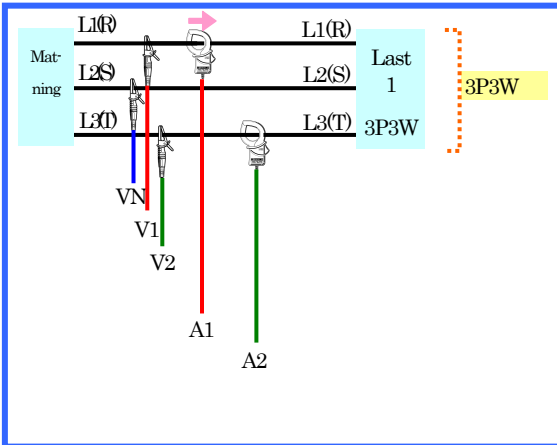 L1(R)
L1(R)
Mat-
ning
L2(S)
L2(S)
L3(T)
L3(T)
Last
1
3P3W
3P3W
VN
V1
V2
A1
A2